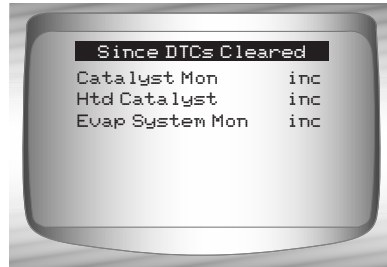 Since DTCs Cleared
Catalyst Mon inc
Htd Catalyst inc
Evap System Mon inc